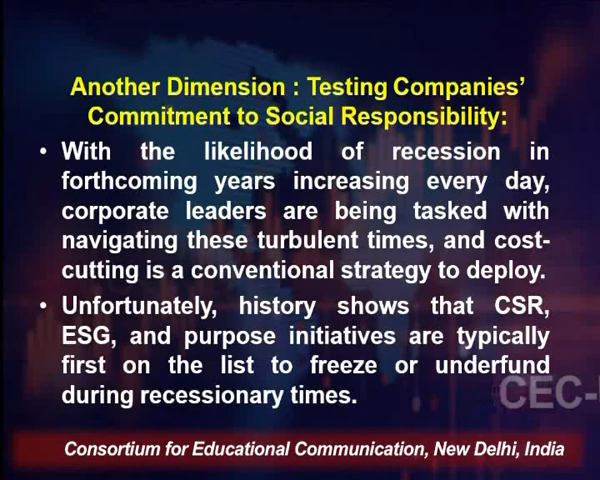 Another Dimension : Testing Companies’
Commitment to Social Responsibility:
• With the likelihood of recession in
forthcoming years increasing every day,
corporate leaders are being tasked with
navigating these turbulent times, and cost-
cutting is a conventional strategy to deploy.
• Unfortunately, history shows that CSR,
ESG, and purpose initiatives are typically
first on the list to freeze or underfund
during recessionary times.
CEC-
Consortium for Educational Communication, New Delhi, India